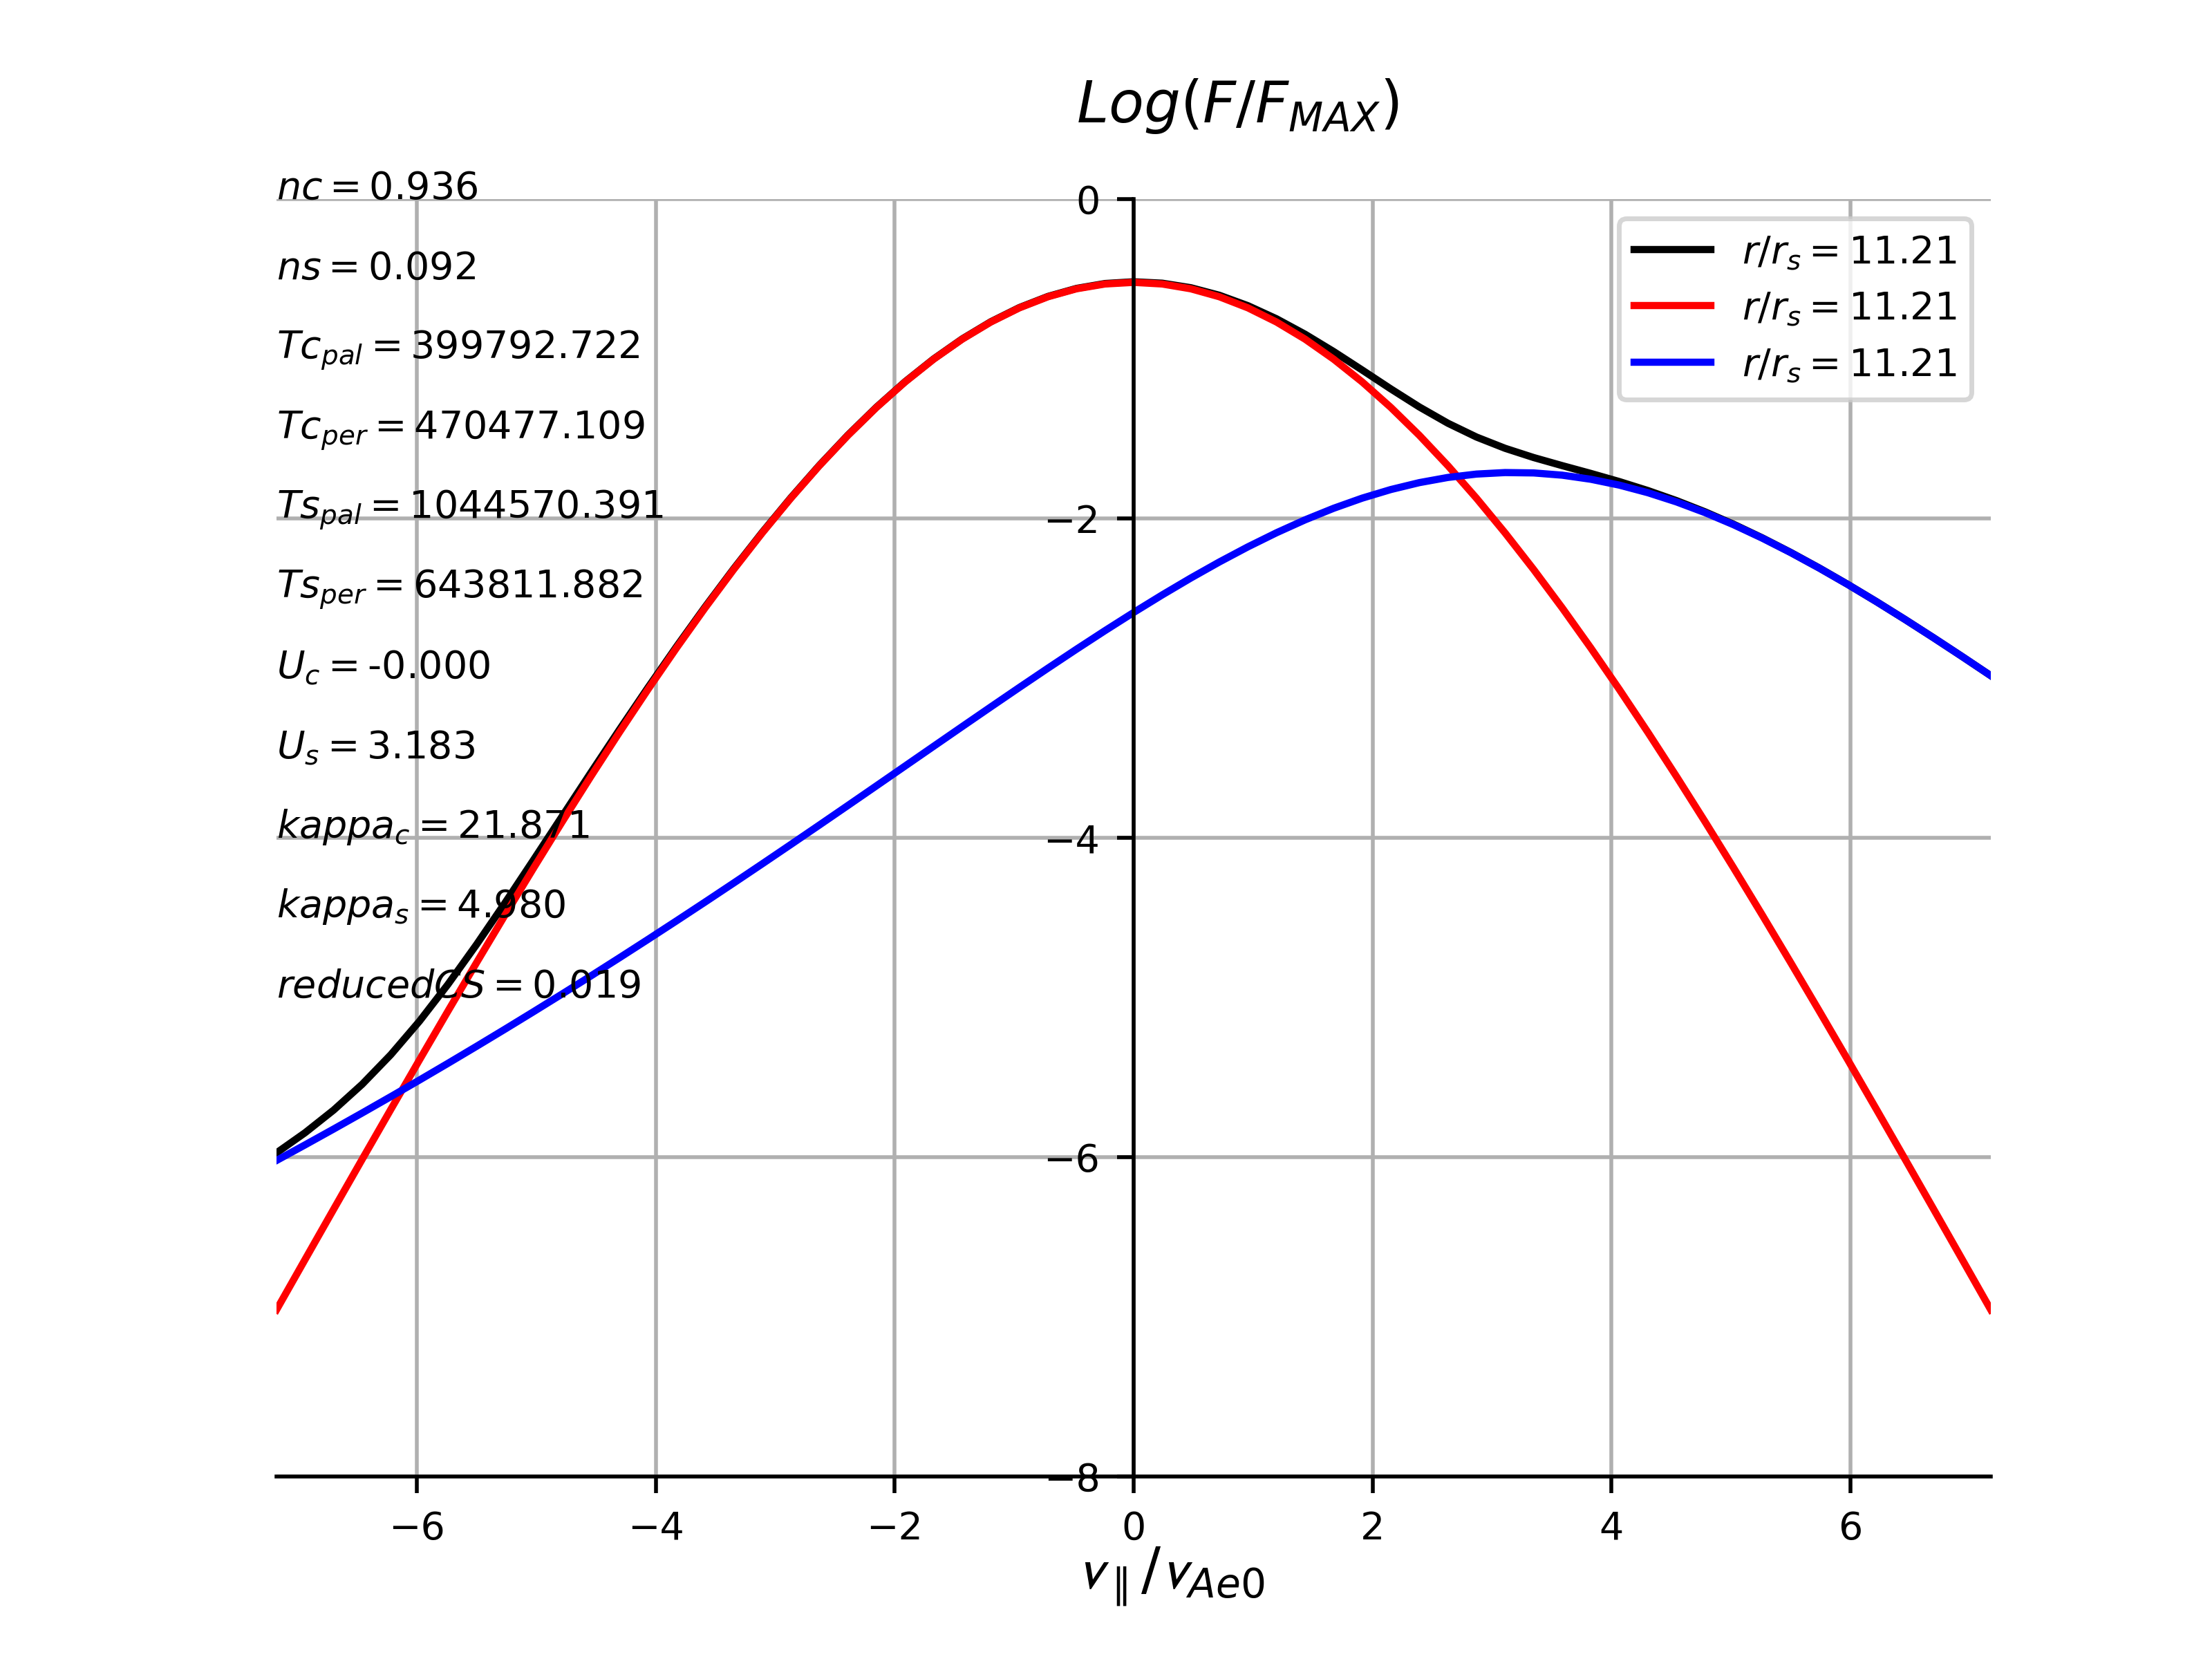 Log(F/F_MAX)
nc = 0.936
ns = 0.092
Tc_pal = 399792.722
Tc_per = 470477.109
Ts_pal = 1044570.391
Ts_per = 643811.882
U_c = -0.000
U_s = 3.183
kappa_c = 21.871
kappa_s = 4.980
reducedCS = 0.019
r/r_s = 11.21
r/r_s = 11.21
r/r_s = 11.21
0
−2
−4
−6
−8
−6 −4 −2 0 2 4 6
v_∥/v_Ae0